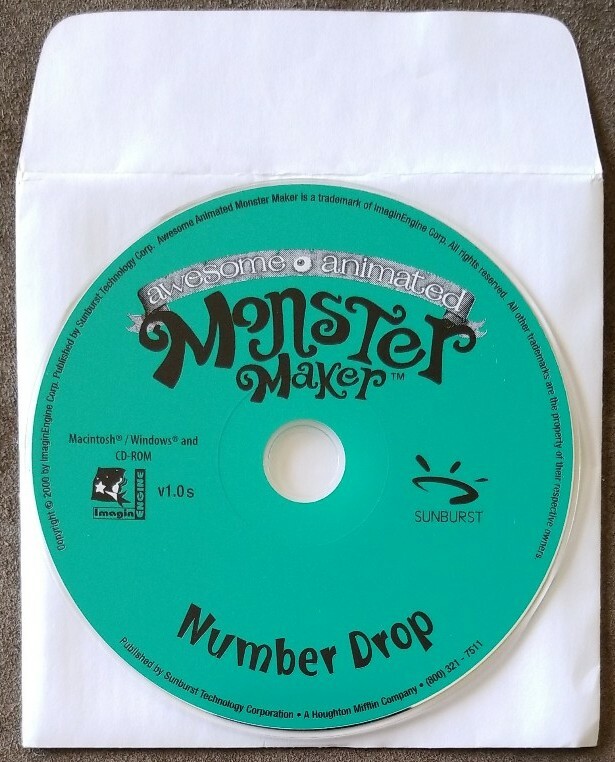 Copyright © 2000 by ImaginEngine Corp. Published by Sunburst Technology Corp. Awesome Animated Monster Maker is a trademark of ImaginEngine Corp. All rights reserved. All other trademarks are the property of their respective owners.
awesome animated
Monster
Maker™
Macintosh® / Windows® and
CD-ROM
Imagin ENGINE
v1.0s
SUNBURST
Number Drop
Published by Sunburst Technology Corporation • A Houghton Mifflin Company • (800) 321 - 7511